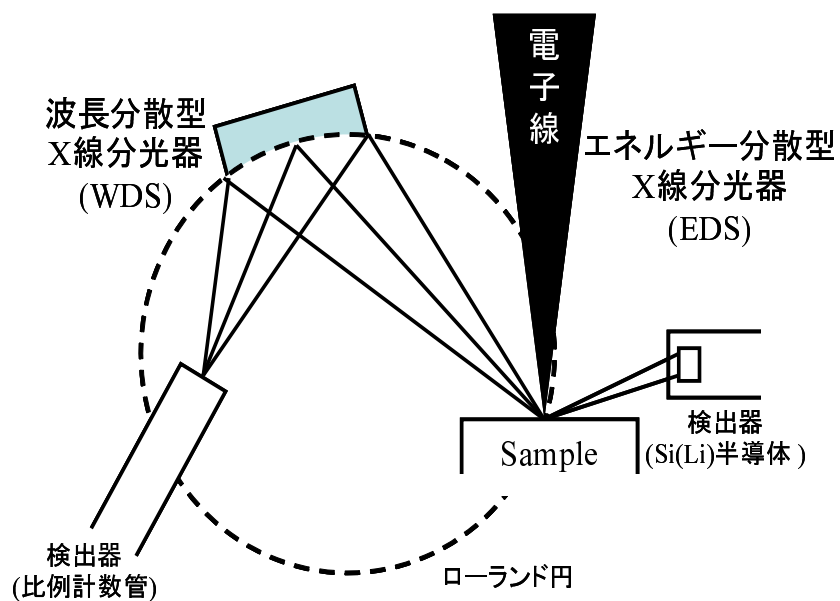 電子線
波長分散型
X線分光器
(WDS)
エネルギー分散型
X線分光器
(EDS)
検出器
(Si(Li)半導体 )
Sample
検出器
(比例計数管)
ローランド円